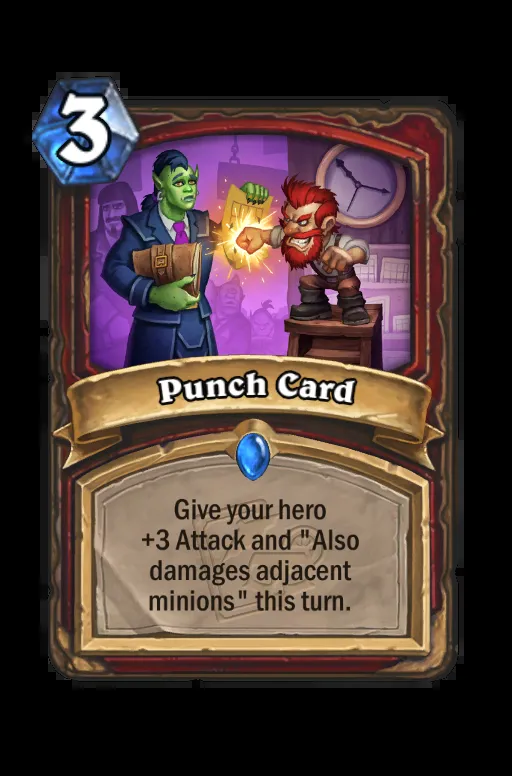 3
Punch Card
Give your hero
+3 Attack and "Also
damages adjacent
minions" this turn.